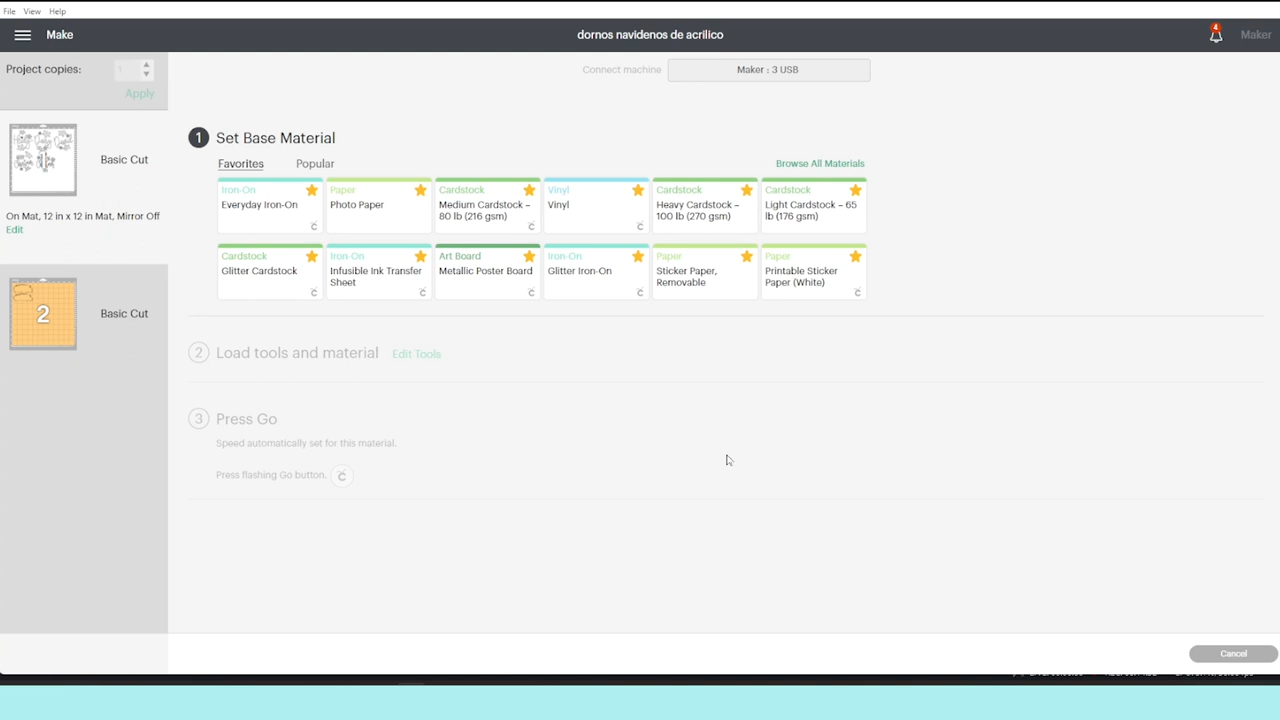 File View Help
Make
dornos navidenos de acrilico
4
Maker
Project copies:
1
Apply
Connect machine
Maker : 3 USB
Basic Cut
On Mat, 12 in x 12 in Mat, Mirror Off
Edit
2
Basic Cut
1 Set Base Material
Favorites Popular Browse All Materials
Iron-On
Everyday Iron-On
Paper
Photo Paper
Cardstock
Medium Cardstock –
80 lb (216 gsm)
Vinyl
Vinyl
Cardstock
Heavy Cardstock –
100 lb (270 gsm)
Cardstock
Light Cardstock – 65
lb (176 gsm)
Cardstock
Glitter Cardstock
Iron-On
Infusible Ink Transfer
Sheet
Art Board
Metallic Poster Board
Iron-On
Glitter Iron-On
Paper
Sticker Paper,
Removable
Paper
Printable Sticker
Paper (White)
2 Load tools and material Edit Tools
3 Press Go
Speed automatically set for this material.
Press flashing Go button.
Cancel